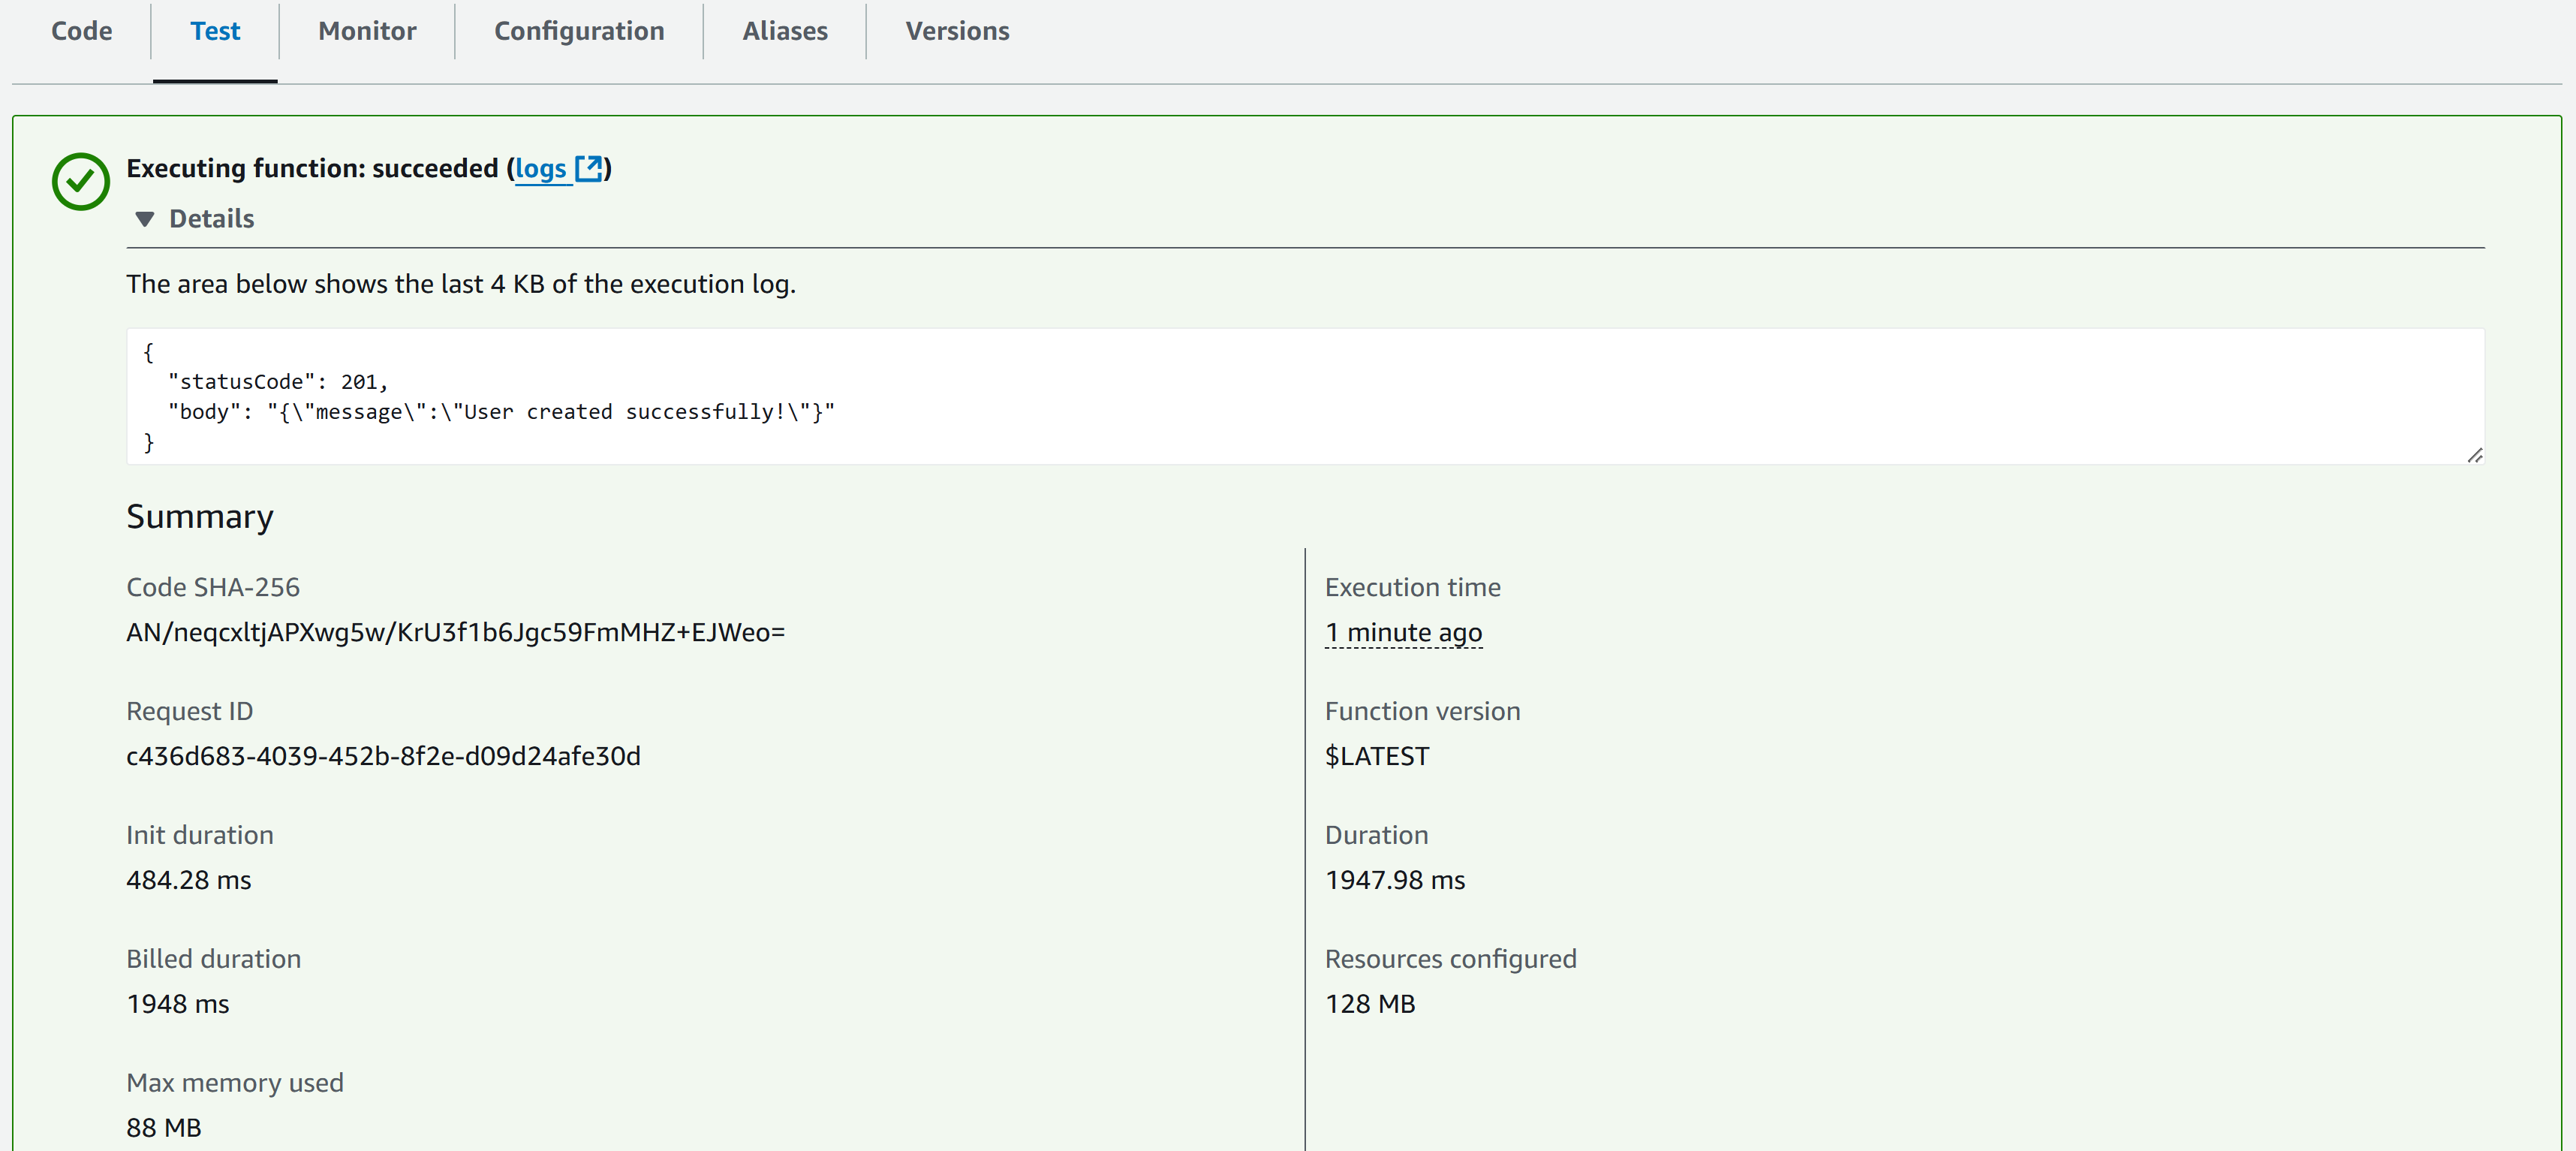 Code
Test
Monitor
Configuration
Aliases
Versions
Executing function: succeeded (logs)
Details
The area below shows the last 4 KB of the execution log.
{
  "statusCode": 201,
  "body": "{\"message\":\"User created successfully!\"}"
}
Summary
Code SHA-256
AN/neqcxltjAPXwg5w/KrU3f1b6Jgc59FmMHZ+EJWeo=
Execution time
1 minute ago
Request ID
c436d683-4039-452b-8f2e-d09d24afe30d
Function version
$LATEST
Init duration
484.28 ms
Duration
1947.98 ms
Billed duration
1948 ms
Resources configured
128 MB
Max memory used
88 MB